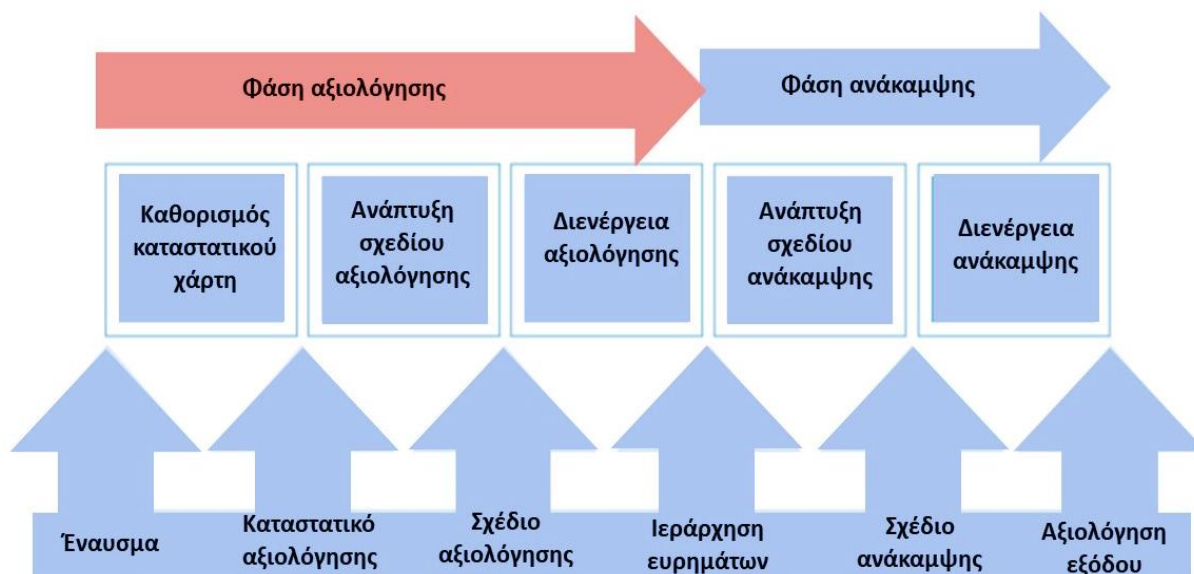 Φάση αξιολόγησης
Φάση ανάκαμψης
Καθορισμός
καταστατικού
χάρτη
Ανάπτυξη
σχεδίου
αξιολόγησης
Διενέργεια
αξιολόγησης
Ανάπτυξη
σχεδίου
ανάκαμψης
Διενέργεια
ανάκαμψης
Έναυσμα
Καταστατικό
αξιολόγησης
Σχέδιο
αξιολόγησης
Ιεράρχηση
ευρημάτων
Σχέδιο
ανάκαμψης
Αξιολόγηση
εξόδου